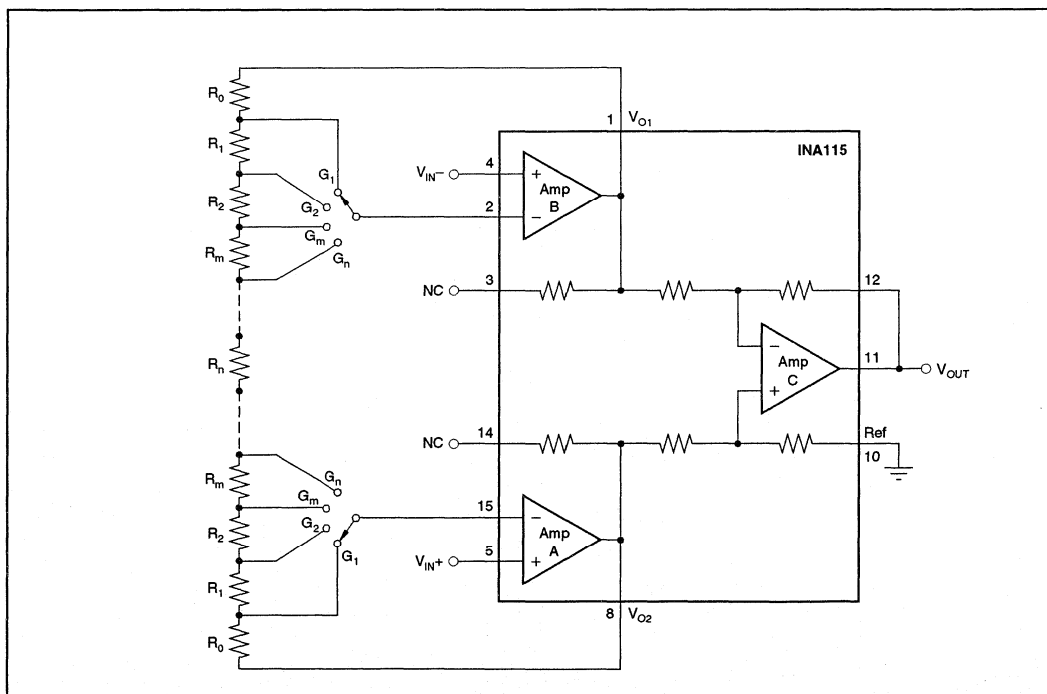 R0
1 VO1
R1
INA115
VIN−
4
+
Amp
B
−
2
G1
G2
Gm
Gn
R2
Rm
NC
3
12
Rn
−
Amp
C
+
11
VOUT
NC
14
Ref
10
Rm
Gn
Gm
G2
G1
15
−
Amp
A
+
R2
VIN+
5
R1
8 VO2
R0